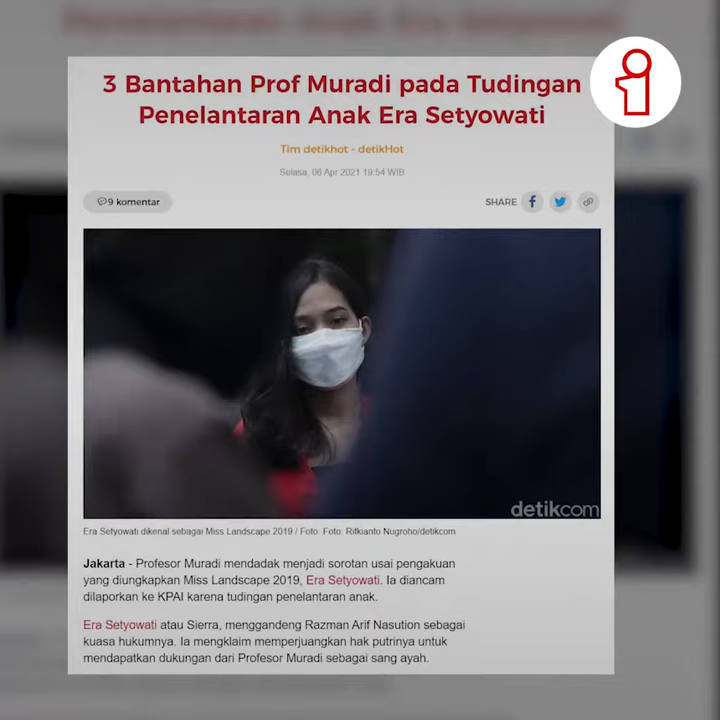 Penelantaran Anak Era Setyowati
3 Bantahan Prof Muradi pada Tudingan
Penelantaran Anak Era Setyowati
Tim detikhot - detikHot
Selasa, 06 Apr 2021 19:54 WIB
9 komentar
SHARE
detikcom
Era Setyowati dikenal sebagai Miss Landscape 2019 / Foto: Foto: Rifkianto Nugroho/detikcom
Jakarta - Profesor Muradi mendadak menjadi sorotan usai pengakuan
yang diungkapkan Miss Landscape 2019, Era Setyowati. Ia diancam
dilaporkan ke KPAI karena tudingan penelantaran anak.
Era Setyowati atau Sierra, menggandeng Razman Arif Nasution sebagai
kuasa hukumnya. Ia mengklaim memperjuangkan hak putrinya untuk
mendapatkan dukungan dari Profesor Muradi sebagai sang ayah.